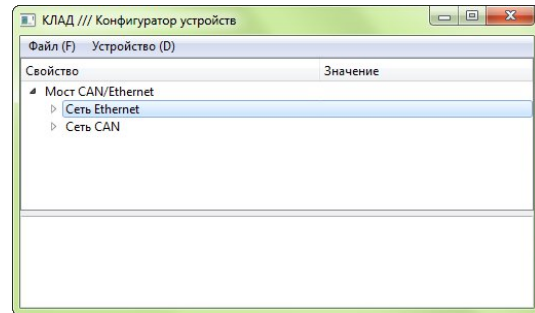 КЛАД /// Конфигуратор устройств
Файл (F) Устройство (D)
Свойство Значение
Мост CAN/Ethernet
Сеть Ethernet
Сеть CAN